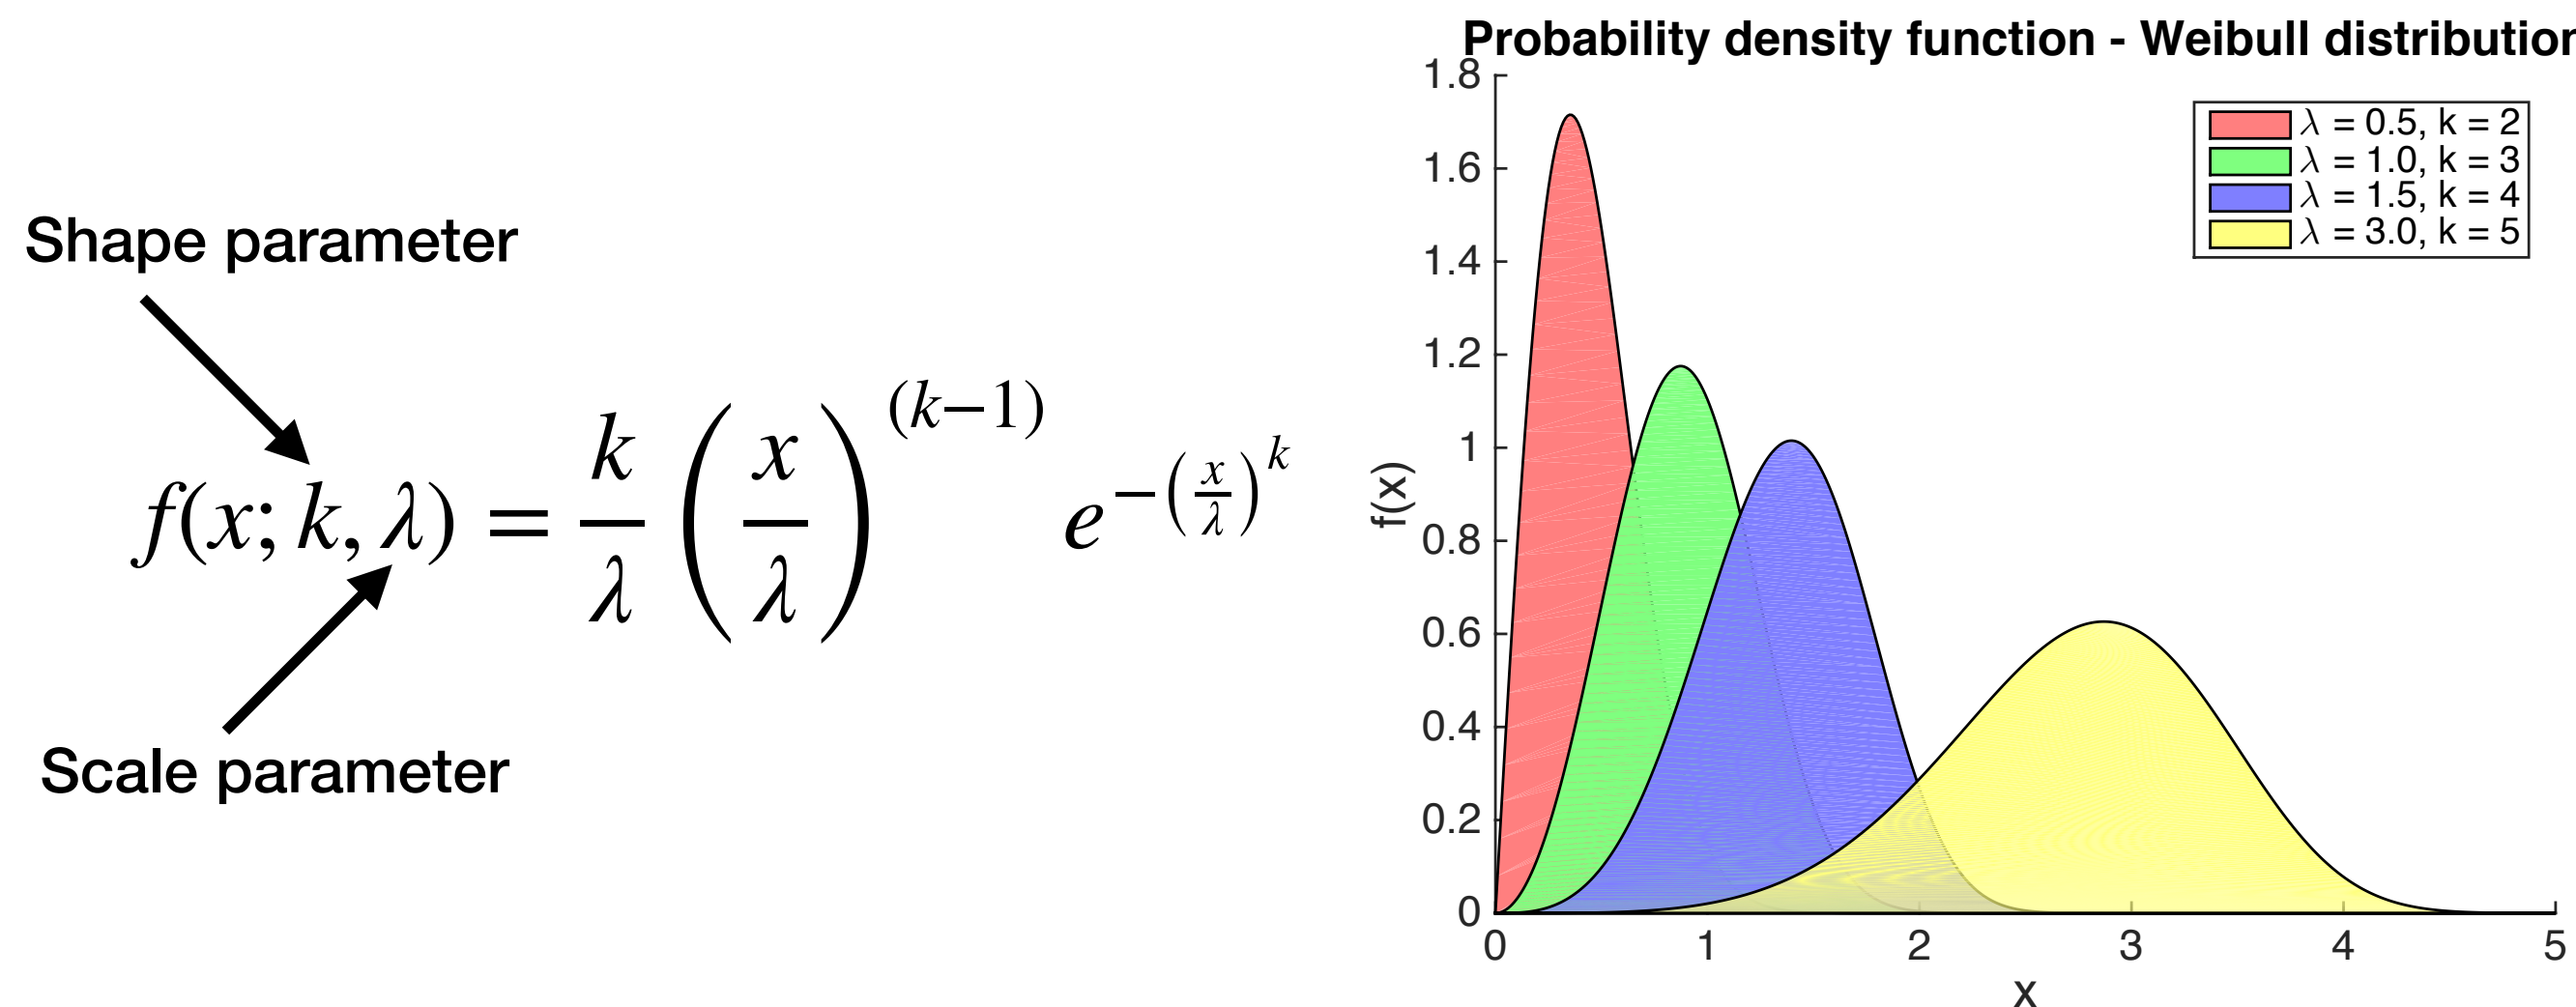 Shape parameter
f(x; k, λ) = k/λ (x/λ)^(k−1) e^−(x/λ)^k
Scale parameter
Probability density function - Weibull distribution
λ = 0.5, k = 2
λ = 1.0, k = 3
λ = 1.5, k = 4
λ = 3.0, k = 5
f(x)
1.8
1.6
1.4
1.2
1
0.8
0.6
0.4
0.2
0
0 1 2 3 4 5
x